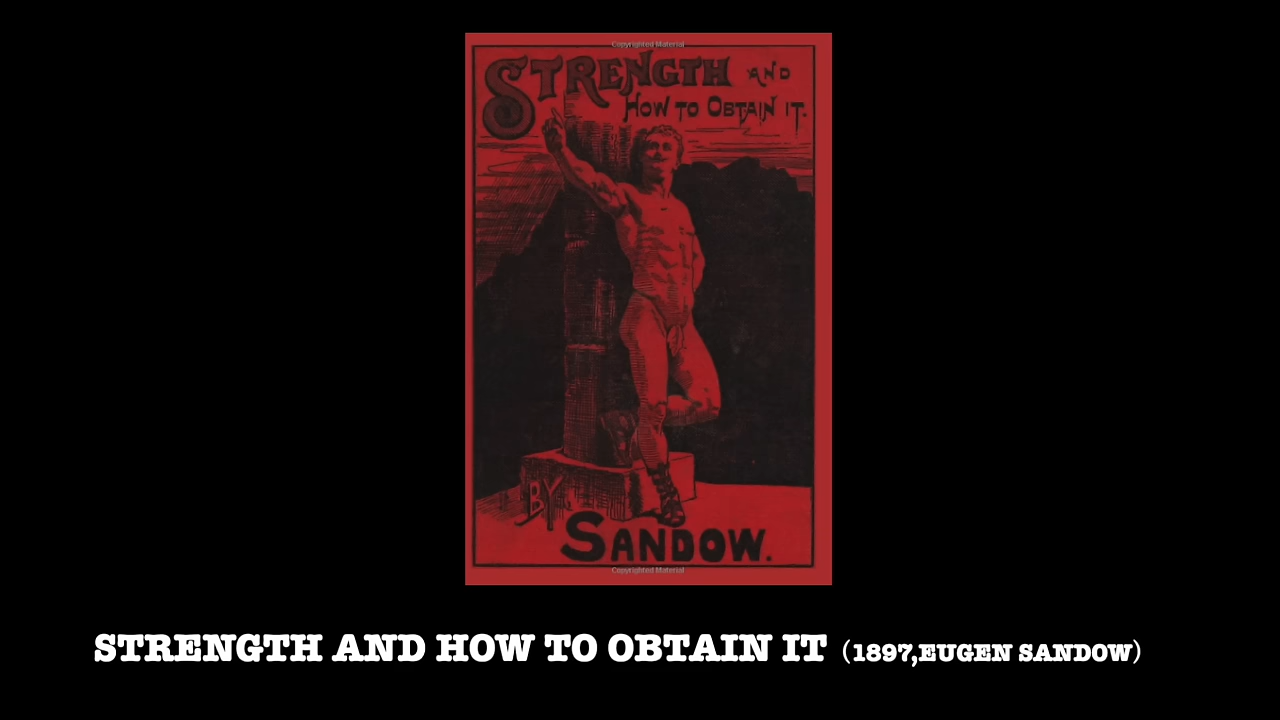 Copyrighted Material
STRENGTH AND
HOW TO OBTAIN IT.
BY
SANDOW.
Copyrighted Material
STRENGTH AND HOW TO OBTAIN IT (1897,EUGEN SANDOW)